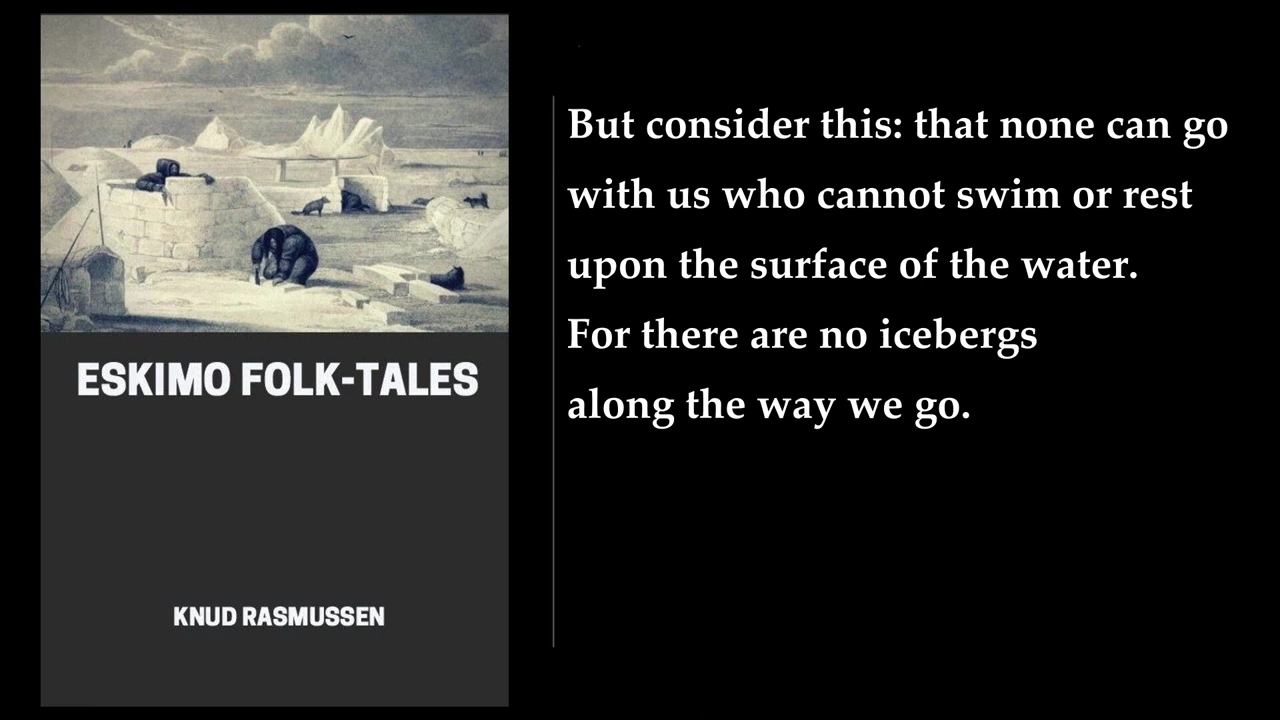 ESKIMO FOLK-TALES
KNUD RASMUSSEN
But consider this: that none can go
with us who cannot swim or rest
upon the surface of the water.
For there are no icebergs
along the way we go.